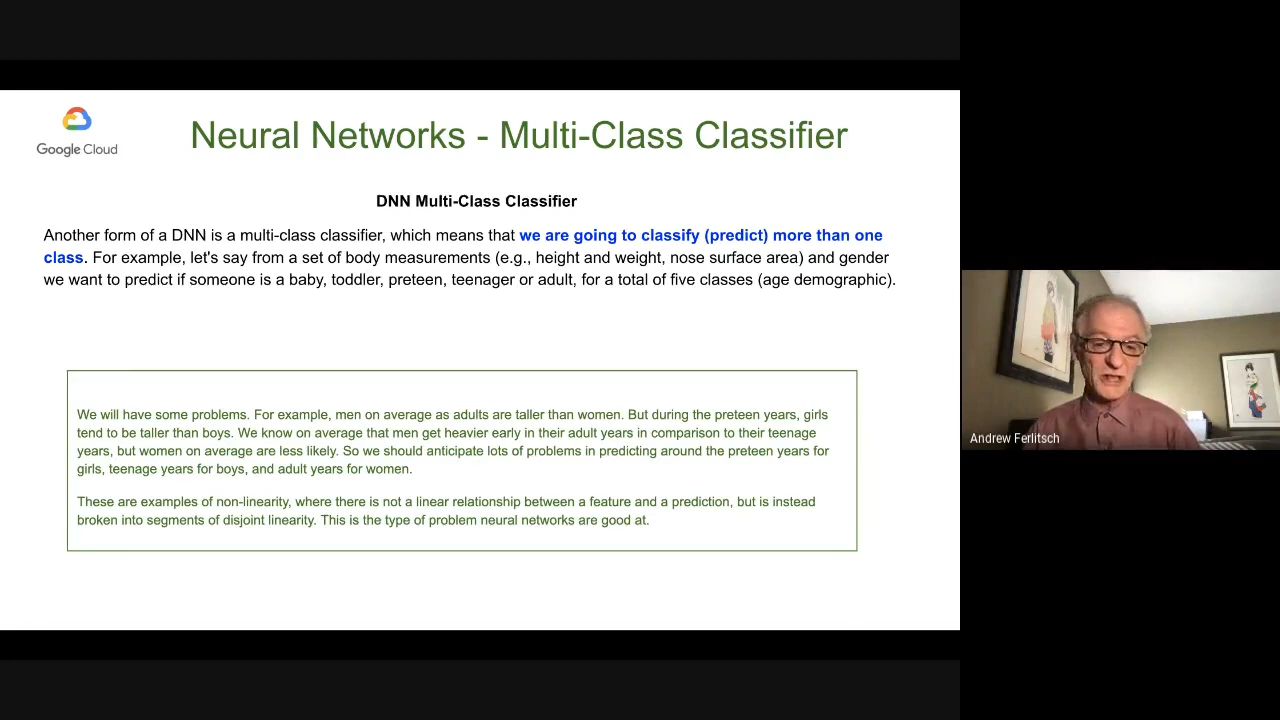 Google Cloud
Neural Networks - Multi-Class Classifier
DNN Multi-Class Classifier
Another form of a DNN is a multi-class classifier, which means that we are going to classify (predict) more than one
class. For example, let's say from a set of body measurements (e.g., height and weight, nose surface area) and gender
we want to predict if someone is a baby, toddler, preteen, teenager or adult, for a total of five classes (age demographic).
We will have some problems. For example, men on average as adults are taller than women. But during the preteen years, girls
tend to be taller than boys. We know on average that men get heavier early in their adult years in comparison to their teenage
years, but women on average are less likely. So we should anticipate lots of problems in predicting around the preteen years for
girls, teenage years for boys, and adult years for women.
These are examples of non-linearity, where there is not a linear relationship between a feature and a prediction, but is instead
broken into segments of disjoint linearity. This is the type of problem neural networks are good at.
Andrew Ferlitsch